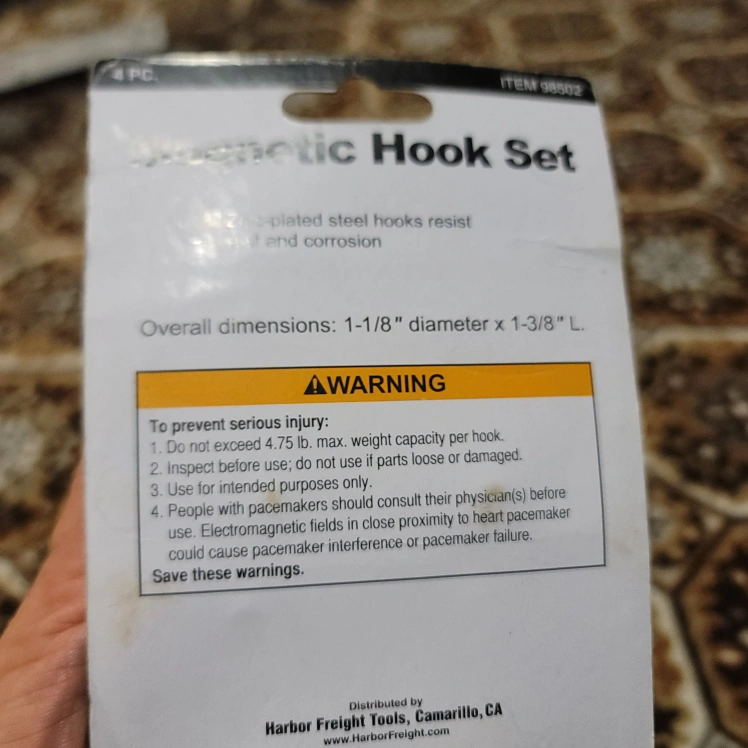 4 PC.
ITEM 98502
Magnetic Hook Set
-plated steel hooks resist
and corrosion
Overall dimensions: 1-1/8" diameter x 1-3/8" L.
⚠WARNING
To prevent serious injury:
1. Do not exceed 4.75 lb. max. weight capacity per hook.
2. Inspect before use; do not use if parts loose or damaged.
3. Use for intended purposes only.
4. People with pacemakers should consult their physician(s) before
use. Electromagnetic fields in close proximity to heart pacemaker
could cause pacemaker interference or pacemaker failure.
Save these warnings.
Distributed by
Harbor Freight Tools, Camarillo, CA
www.HarborFreight.com